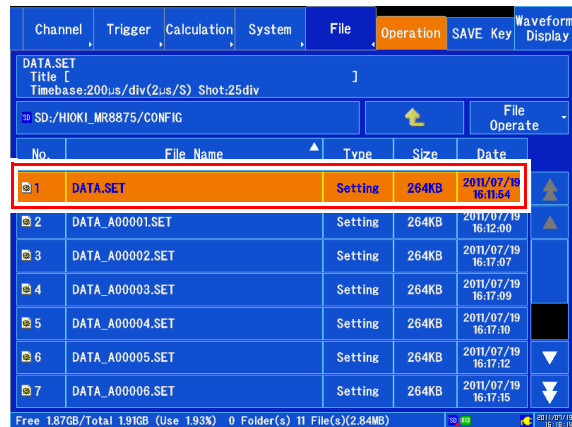 Channel Trigger Calculation System File Operation SAVE Key Waveform Display
DATA.SET
Title [ ]
Timebase:200µs/div(2µs/S) Shot:25div
SD SD:/HIOKI_MR8875/CONFIG File Operate
No. File Name Type Size Date
1 DATA.SET Setting 264KB 2011/07/19 16:11:54
2 DATA_A00001.SET Setting 264KB 2011/07/19 16:12:00
3 DATA_A00002.SET Setting 264KB 2011/07/19 16:17:07
4 DATA_A00003.SET Setting 264KB 2011/07/19 16:17:09
5 DATA_A00004.SET Setting 264KB 2011/07/19 16:17:10
6 DATA_A00005.SET Setting 264KB 2011/07/19 16:17:12
7 DATA_A00006.SET Setting 264KB 2011/07/19 16:17:15
Free 1.87GB/Total 1.91GB (Use 1.93%) 0 Folder(s) 11 File(s)(2.84MB) SD